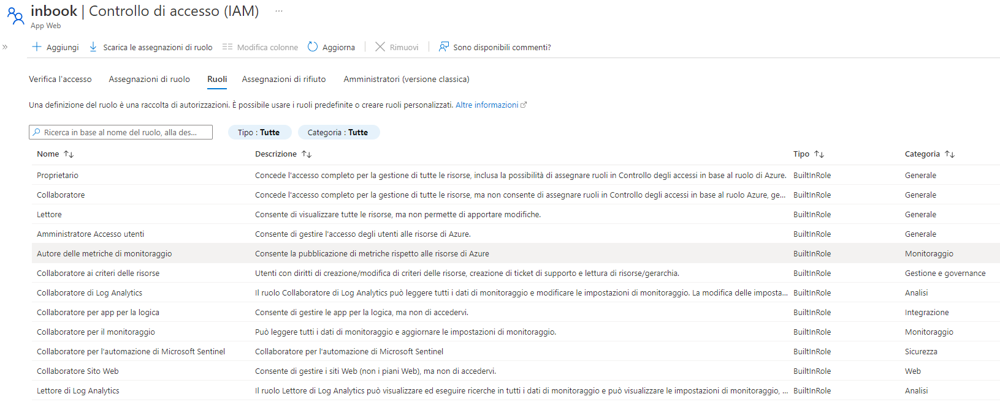 inbook | Controllo di accesso (IAM) ...
App Web
Aggiungi Scarica le assegnazioni di ruolo Modifica colonne Aggiorna Rimuovi Sono disponibili commenti?
Verifica l'accesso Assegnazioni di ruolo Ruoli Assegnazioni di rifiuto Amministratori (versione classica)
Una definizione del ruolo è una raccolta di autorizzazioni. È possibile usare i ruoli predefinite o creare ruoli personalizzati. Altre informazioni
Ricerca in base al nome del ruolo, alla des... Tipo : Tutte Categoria : Tutte
Nome Descrizione Tipo Categoria
Proprietario Concede l'accesso completo per la gestione di tutte le risorse, inclusa la possibilità di assegnare ruoli in Controllo degli accessi in base al ruolo di Azure. BuiltInRole Generale
Collaboratore Concede l'accesso completo per la gestione di tutte le risorse, ma non consente di assegnare ruoli in Controllo degli accessi in base al ruolo Azure, ge... BuiltInRole Generale
Lettore Consente di visualizzare tutte le risorse, ma non permette di apportare modifiche. BuiltInRole Generale
Amministratore Accesso utenti Consente di gestire l'accesso degli utenti alle risorse di Azure. BuiltInRole Generale
Autore delle metriche di monitoraggio Consente la pubblicazione di metriche rispetto alle risorse di Azure BuiltInRole Monitoraggio
Collaboratore ai criteri delle risorse Utenti con diritti di creazione/modifica di criteri delle risorse, creazione di ticket di supporto e lettura di risorse/gerarchia. BuiltInRole Gestione e governance
Collaboratore di Log Analytics Il ruolo Collaboratore di Log Analytics può leggere tutti i dati di monitoraggio e modificare le impostazioni di monitoraggio. La modifica delle imposta... BuiltInRole Analisi
Collaboratore per app per la logica Consente di gestire le app per la logica, ma non di accedervi. BuiltInRole Integrazione
Collaboratore per il monitoraggio Può leggere tutti i dati di monitoraggio e aggiornare le impostazioni di monitoraggio. BuiltInRole Monitoraggio
Collaboratore per l'automazione di Microsoft Sentinel Collaboratore per l'automazione di Microsoft Sentinel BuiltInRole Sicurezza
Collaboratore Sito Web Consente di gestire i siti Web (non i piani Web), ma non di accedervi. BuiltInRole Web
Lettore di Log Analytics Il ruolo Lettore di Log Analytics può visualizzare ed eseguire ricerche in tutti i dati di monitoraggio e può visualizzare le impostazioni di monitoraggio, ... BuiltInRole Analisi